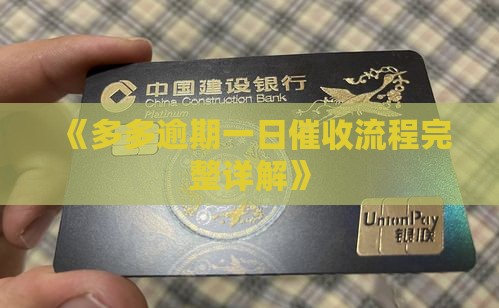 中国建设银行
China Construction Bank
Platinum
《多多逾期一日催收流程完
整详解》
UnionPay
银联